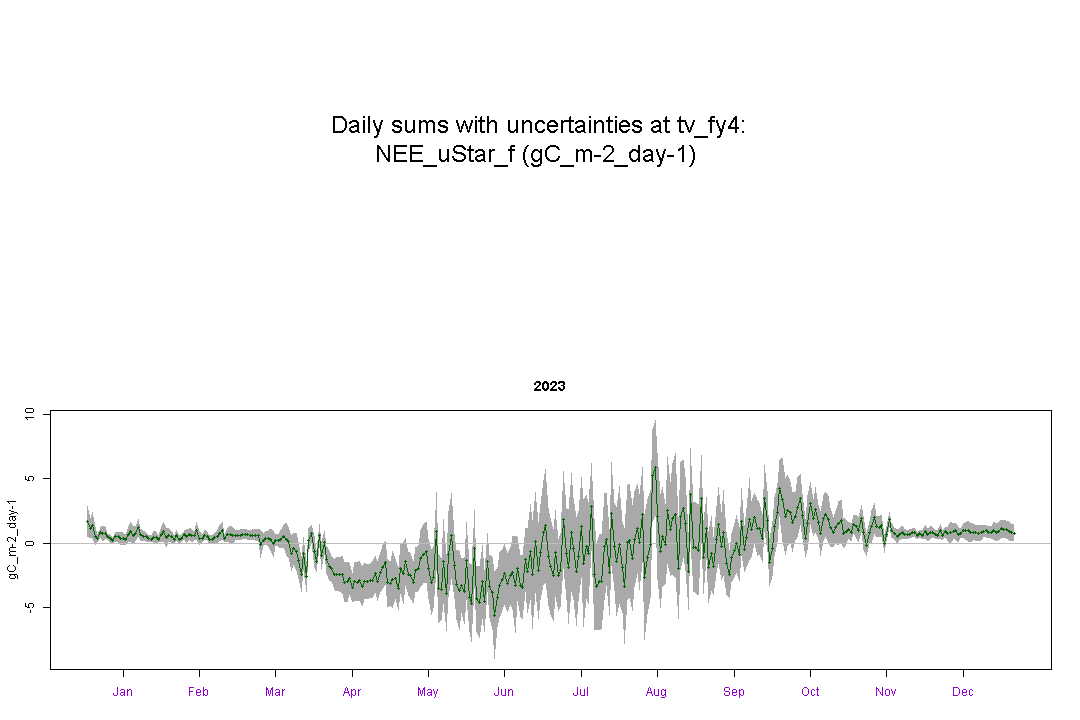 Daily sums with uncertainties at tv_fy4:
NEE_uStar_f (gC_m-2_day-1)
2023
10
5
0
-5
gC_m-2_day-1
Jan Feb Mar Apr May Jun Jul Aug Sep Oct Nov Dec